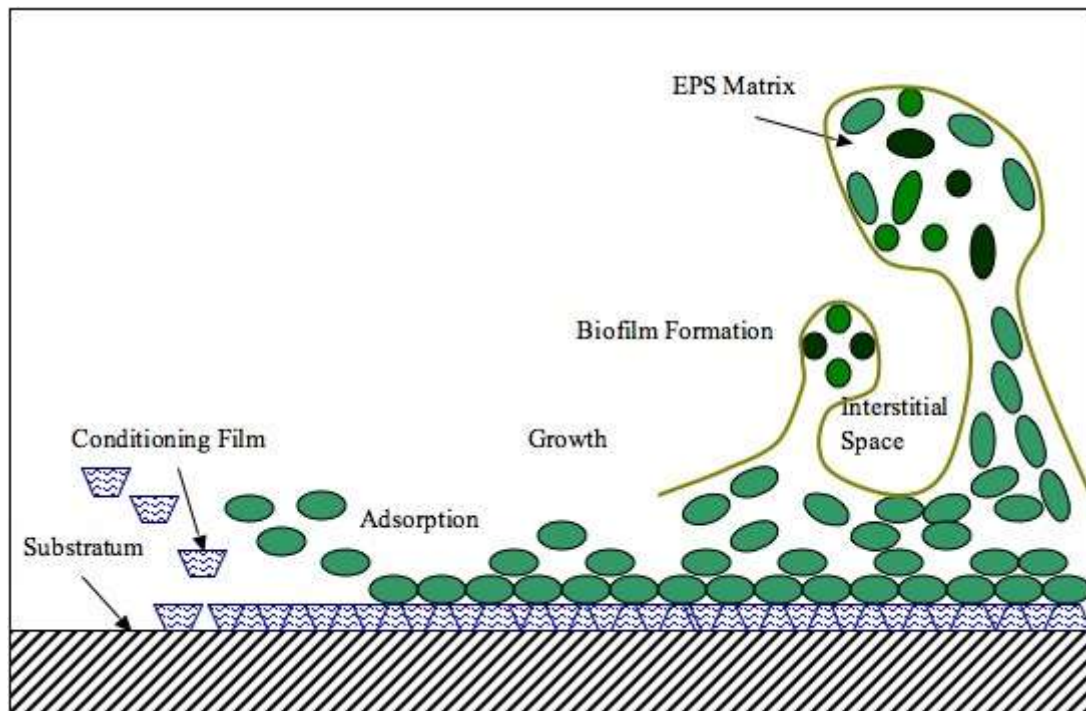 EPS Matrix
Biofilm Formation
Interstitial
Space
Growth
Conditioning Film
Adsorption
Substratum